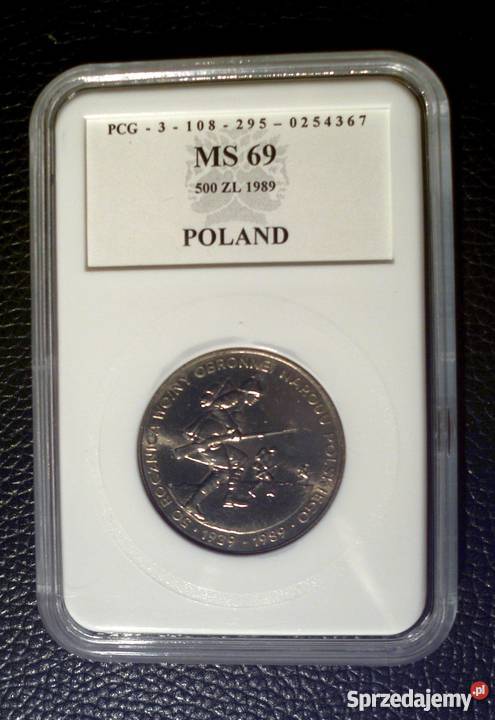 PCG - 3 - 108 - 295 - 0254367
MS 69
500 ZL 1989
POLAND
50 ROCZNICA WOJNY OBRONNEJ NARODU POLSKIEGO
· 1939 - 1989 ·
Sprzedajemy.pl